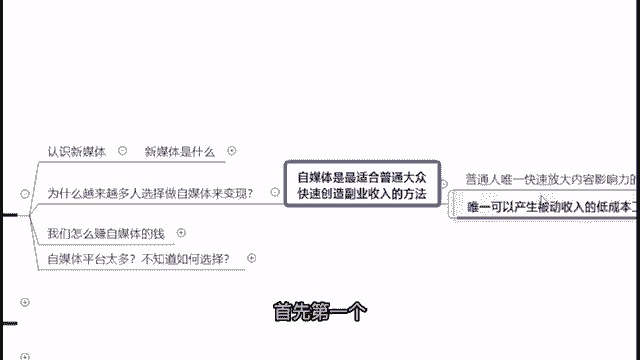 认识新媒体
新媒体是什么
为什么越来越多人选择做自媒体来变现?
我们怎么赚自媒体的钱
自媒体平台太多? 不知道如何选择?
自媒体是最适合普通大众
快速创造副业收入的方法
普通人唯一快速放大内容影响力的
唯一可以产生被动收入的低成本
首先第一个